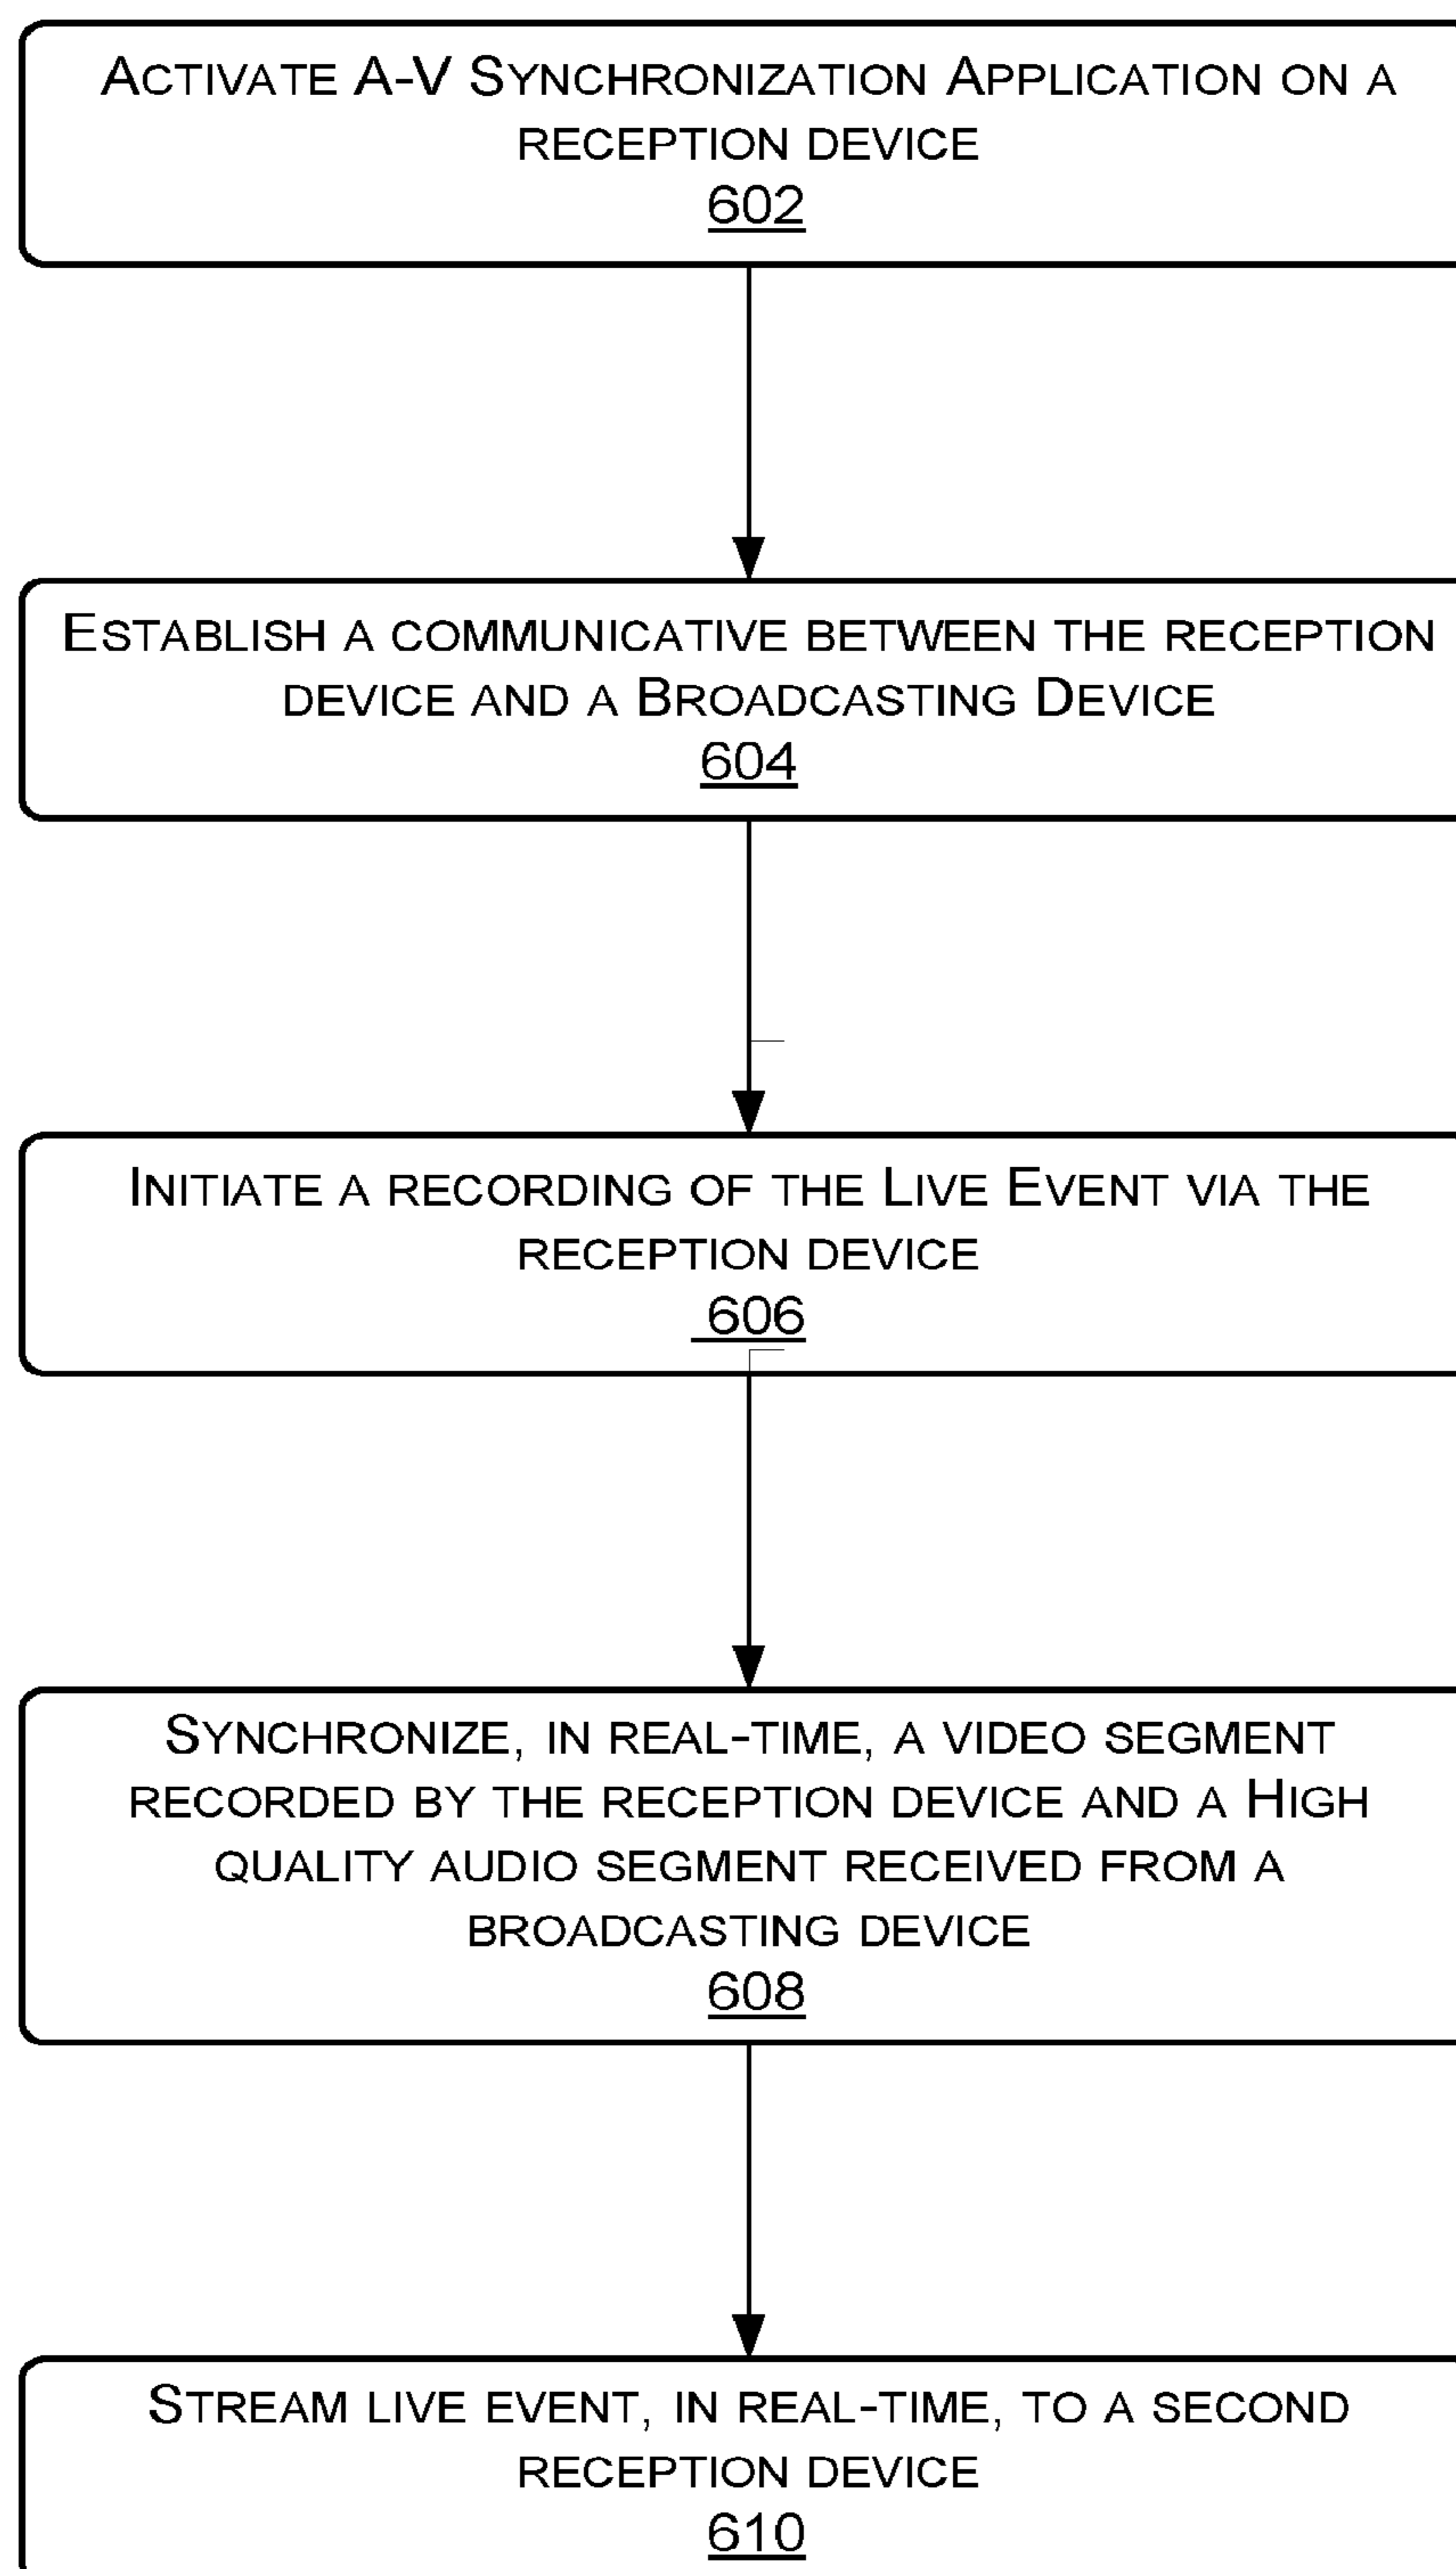 ACTIVATE A-V SYNCHRONIZATION APPLICATION ON A
RECEPTION DEVICE
602
ESTABLISH A COMMUNICATIVE BETWEEN THE RECEPTION
DEVICE AND A BROADCASTING DEVICE
604
INITIATE A RECORDING OF THE LIVE EVENT VIA THE
RECEPTION DEVICE
606
SYNCHRONIZE, IN REAL-TIME, A VIDEO SEGMENT
RECORDED BY THE RECEPTION DEVICE AND A HIGH
QUALITY AUDIO SEGMENT RECEIVED FROM A
BROADCASTING DEVICE
608
STREAM LIVE EVENT, IN REAL-TIME, TO A SECOND
RECEPTION DEVICE
610